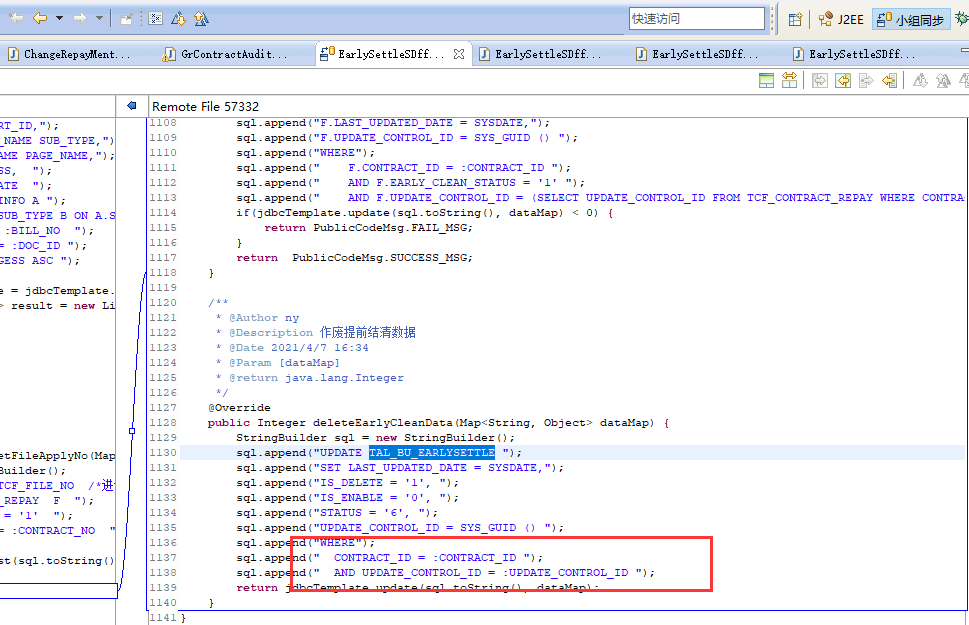 快速访问
J2EE
小组同步
ChangeRepayMent...
GrContractAudit...
EarlySettleSDff...
EarlySettleSDff...
EarlySettleSDff...
EarlySettleSDff...
Remote File 57332
RT_ID,");
_NAME SUB_TYPE,")
AME PAGE_NAME,");
SS,  ");
ATE  ");
INFO A ");
SUB_TYPE B ON A.S
 :BILL_NO  ");
= :DOC_ID ");
GESS ASC ");
e = jdbcTemplate.
> result = new Li
etFileApplyNo(Map
Builder();
TCF_FILE_NO  /*进
_REPAY  F  ");
= '1'  ");
= :CONTRACT_NO  "
st(sql.toString()
1108 sql.append("F.LAST_UPDATED_DATE = SYSDATE,");
1109 sql.append("F.UPDATE_CONTROL_ID = SYS_GUID () ");
1110 sql.append("WHERE");
1111 sql.append("    F.CONTRACT_ID = :CONTRACT_ID ");
1112 sql.append("    AND F.EARLY_CLEAN_STATUS = '1' ");
1113 sql.append("    AND F.UPDATE_CONTROL_ID = (SELECT UPDATE_CONTROL_ID FROM TCF_CONTRACT_REPAY WHERE CONTRA
1114 if(jdbcTemplate.update(sql.toString(), dataMap) < 0) {
1115 return PublicCodeMsg.FAIL_MSG;
1116 }
1117 return  PublicCodeMsg.SUCCESS_MSG;
1118 }
1119
1120 /**
1121 * @Author ny
1122 * @Description 作废提前结清数据
1123 * @Date 2021/4/7 16:34
1124 * @Param [dataMap]
1125 * @return java.lang.Integer
1126 */
1127 @Override
1128 public Integer deleteEarlyCleanData(Map<String, Object> dataMap) {
1129 StringBuilder sql = new StringBuilder();
1130 sql.append("UPDATE TAL_BU_EARLYSETTLE ");
1131 sql.append("SET LAST_UPDATED_DATE = SYSDATE,");
1132 sql.append("IS_DELETE = '1', ");
1133 sql.append("IS_ENABLE = '0', ");
1134 sql.append("STATUS = '6', ");
1135 sql.append("UPDATE_CONTROL_ID = SYS_GUID () ");
1136 sql.append("WHERE");
1137 sql.append("  CONTRACT_ID = :CONTRACT_ID ");
1138 sql.append("  AND UPDATE_CONTROL_ID = :UPDATE_CONTROL_ID ");
1139 return jdbcTemplate.update(sql.toString(), dataMap);
1140 }
1141 }